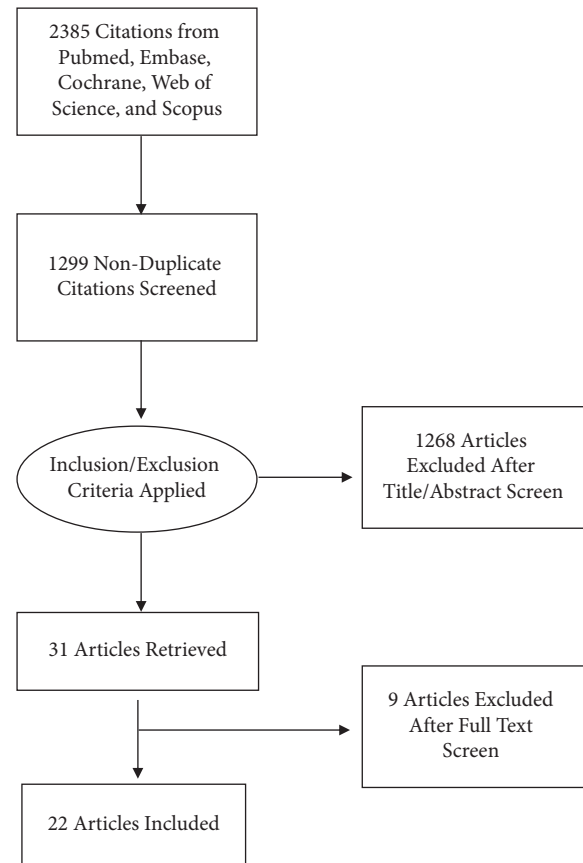 2385 Citations from
Pubmed, Embase,
Cochrane, Web of
Science, and Scopus
1299 Non-Duplicate
Citations Screened
Inclusion/Exclusion
Criteria Applied
1268 Articles
Excluded After
Title/Abstract Screen
31 Articles Retrieved
9 Articles Excluded
After Full Text
Screen
22 Articles Included